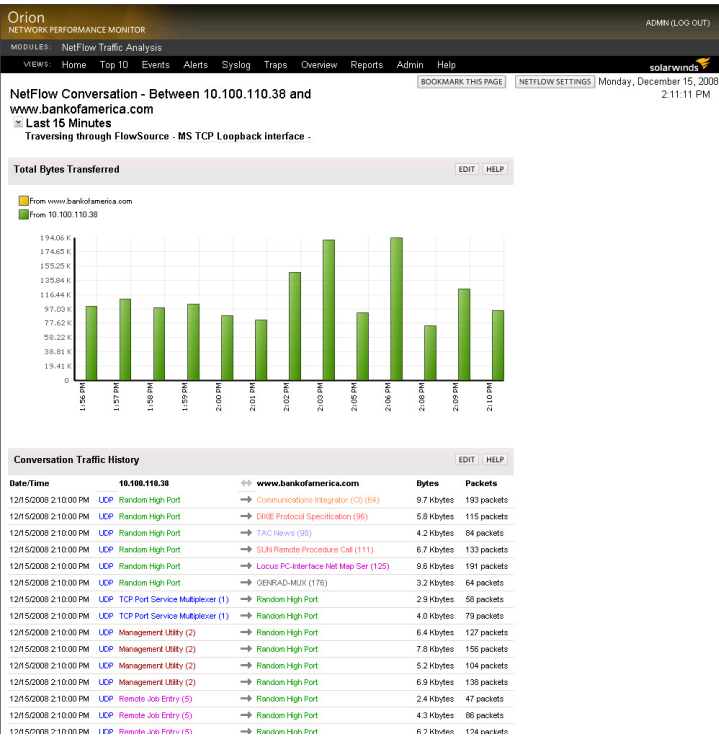 Orion
NETWORK PERFORMANCE MONITOR
ADMIN (LOG OUT)
MODULES: NetFlow Traffic Analysis
VIEWS: Home Top 10 Events Alerts Syslog Traps Overview Reports Admin Help
solarwinds
BOOKMARK THIS PAGE NETFLOW SETTINGS Monday, December 15, 2008
2:11:11 PM
NetFlow Conversation - Between 10.100.110.38 and
www.bankofamerica.com
Last 15 Minutes
Traversing through FlowSource - MS TCP Loopback interface -
Total Bytes Transferred EDIT HELP
From www.bankofamerica.com
From 10.100.110.38
194.06 K
174.65 K
155.25 K
135.84 K
116.44 K
97.03 K
77.62 K
58.22 K
38.81 K
19.41 K
0
1:56 PM 1:57 PM 1:58 PM 1:59 PM 2:00 PM 2:01 PM 2:02 PM 2:03 PM 2:05 PM 2:06 PM 2:08 PM 2:09 PM 2:10 PM
Conversation Traffic History EDIT HELP
Date/Time 10.100.110.38 www.bankofamerica.com Bytes Packets
12/15/2008 2:10:00 PM UDP Random High Port Communications Integrator (CI) (64) 9.7 Kbytes 193 packets
12/15/2008 2:10:00 PM UDP Random High Port DIXIE Protocol Specification (96) 5.8 Kbytes 115 packets
12/15/2008 2:10:00 PM UDP Random High Port TAC News (98) 4.2 Kbytes 84 packets
12/15/2008 2:10:00 PM UDP Random High Port SUN Remote Procedure Call (111) 6.7 Kbytes 133 packets
12/15/2008 2:10:00 PM UDP Random High Port Locus PC-Interface Net Map Ser (125) 9.6 Kbytes 191 packets
12/15/2008 2:10:00 PM UDP Random High Port GENRAD-MUX (176) 3.2 Kbytes 64 packets
12/15/2008 2:10:00 PM UDP TCP Port Service Multiplexer (1) Random High Port 2.9 Kbytes 58 packets
12/15/2008 2:10:00 PM UDP TCP Port Service Multiplexer (1) Random High Port 4.0 Kbytes 79 packets
12/15/2008 2:10:00 PM UDP Management Utility (2) Random High Port 6.4 Kbytes 127 packets
12/15/2008 2:10:00 PM UDP Management Utility (2) Random High Port 7.8 Kbytes 156 packets
12/15/2008 2:10:00 PM UDP Management Utility (2) Random High Port 5.2 Kbytes 104 packets
12/15/2008 2:10:00 PM UDP Management Utility (2) Random High Port 6.9 Kbytes 138 packets
12/15/2008 2:10:00 PM UDP Remote Job Entry (5) Random High Port 2.4 Kbytes 47 packets
12/15/2008 2:10:00 PM UDP Remote Job Entry (5) Random High Port 4.3 Kbytes 86 packets
12/15/2008 2:10:00 PM UDP Remote Job Entry (5) Random High Port 6.2 Kbytes 124 packets